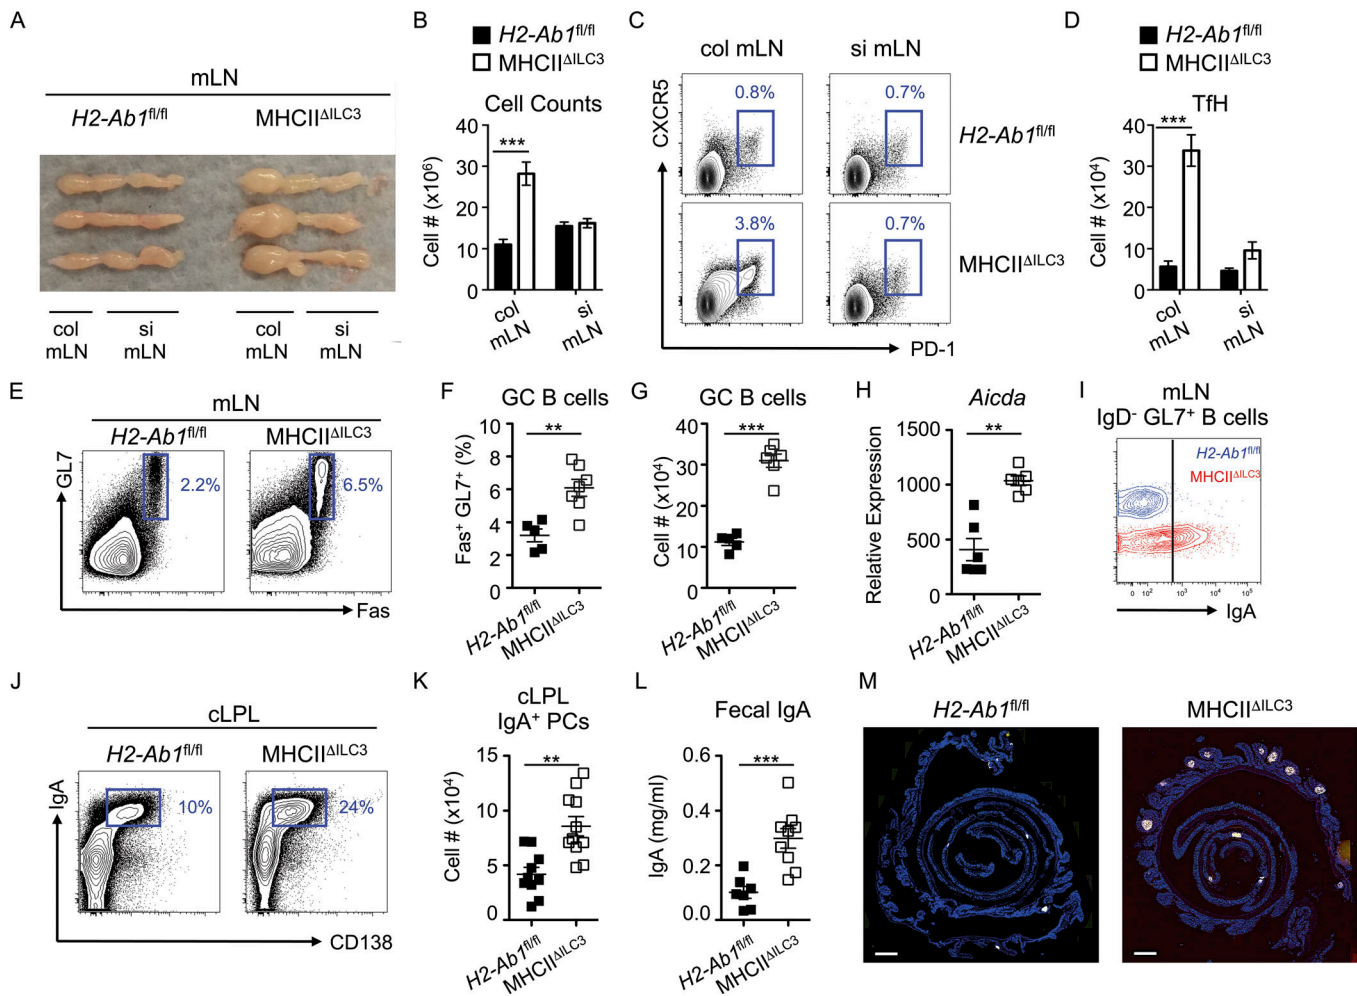 A
mLN
H2-Ab1fl/fl
MHCIIΔILC3
col
mLN
si
mLN
col
mLN
si
mLN
B
H2-Ab1fl/fl
MHCIIΔILC3
Cell Counts
***
Cell # (x10⁶)
40
30
20
10
0
col
mLN
si
mLN
C
col mLN
si mLN
CXCR5
0.8%
0.7%
H2-Ab1fl/fl
3.8%
0.7%
MHCIIΔILC3
PD-1
D
H2-Ab1fl/fl
MHCIIΔILC3
TfH
***
Cell # (x10⁴)
40
30
20
10
0
col
mLN
si
mLN
E
mLN
H2-Ab1fl/fl
MHCIIΔILC3
GL7
2.2%
6.5%
Fas
F
GC B cells
**
Fas⁺ GL7⁺ (%)
10
8
6
4
2
0
H2-Ab1fl/fl
MHCIIΔILC3
G
GC B cells
***
Cell # (x10⁴)
40
30
20
10
0
H2-Ab1fl/fl
MHCIIΔILC3
H
Aicda
**
Relative Expression
1500
1000
500
0
H2-Ab1fl/fl
MHCIIΔILC3
I
mLN
IgD⁻ GL7⁺ B cells
H2-Ab1fl/fl
MHCIIΔILC3
0 10² 10³ 10⁴ 10⁵
IgA
J
cLPL
H2-Ab1fl/fl
MHCIIΔILC3
IgA
10%
24%
CD138
K
cLPL
IgA⁺ PCs
**
Cell # (x10⁴)
15
10
5
0
H2-Ab1fl/fl
MHCIIΔILC3
L
Fecal IgA
***
IgA (mg/ml)
0.6
0.4
0.2
0.0
H2-Ab1fl/fl
MHCIIΔILC3
M
H2-Ab1fl/fl
MHCIIΔILC3